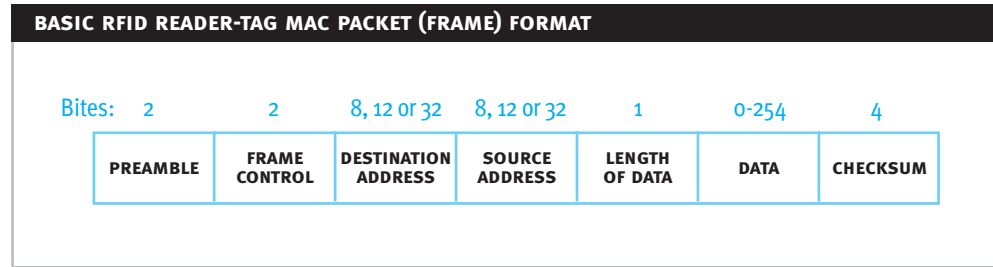 BASIC RFID READER-TAG MAC PACKET (FRAME) FORMAT
Bites: 2 2 8, 12 or 32 8, 12 or 32 1 0-254 4
PREAMBLE FRAME CONTROL DESTINATION ADDRESS SOURCE ADDRESS LENGTH OF DATA DATA CHECKSUM